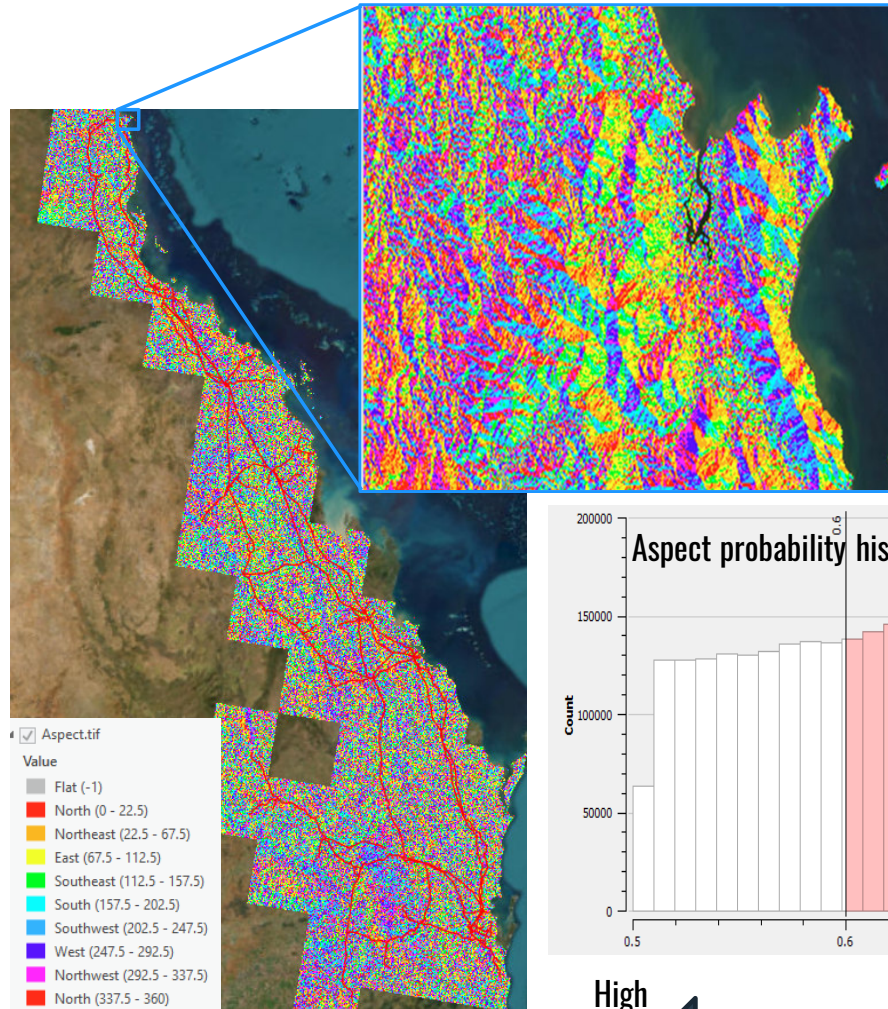 200000
0.6
Aspect probability his
150000
Count
100000
50000
0
0.5
0.6
Aspect.tif
Value
Flat (-1)
North (0 - 22.5)
Northeast (22.5 - 67.5)
East (67.5 - 112.5)
Southeast (112.5 - 157.5)
South (157.5 - 202.5)
Southwest (202.5 - 247.5)
West (247.5 - 292.5)
Northwest (292.5 - 337.5)
North (337.5 - 360)
High